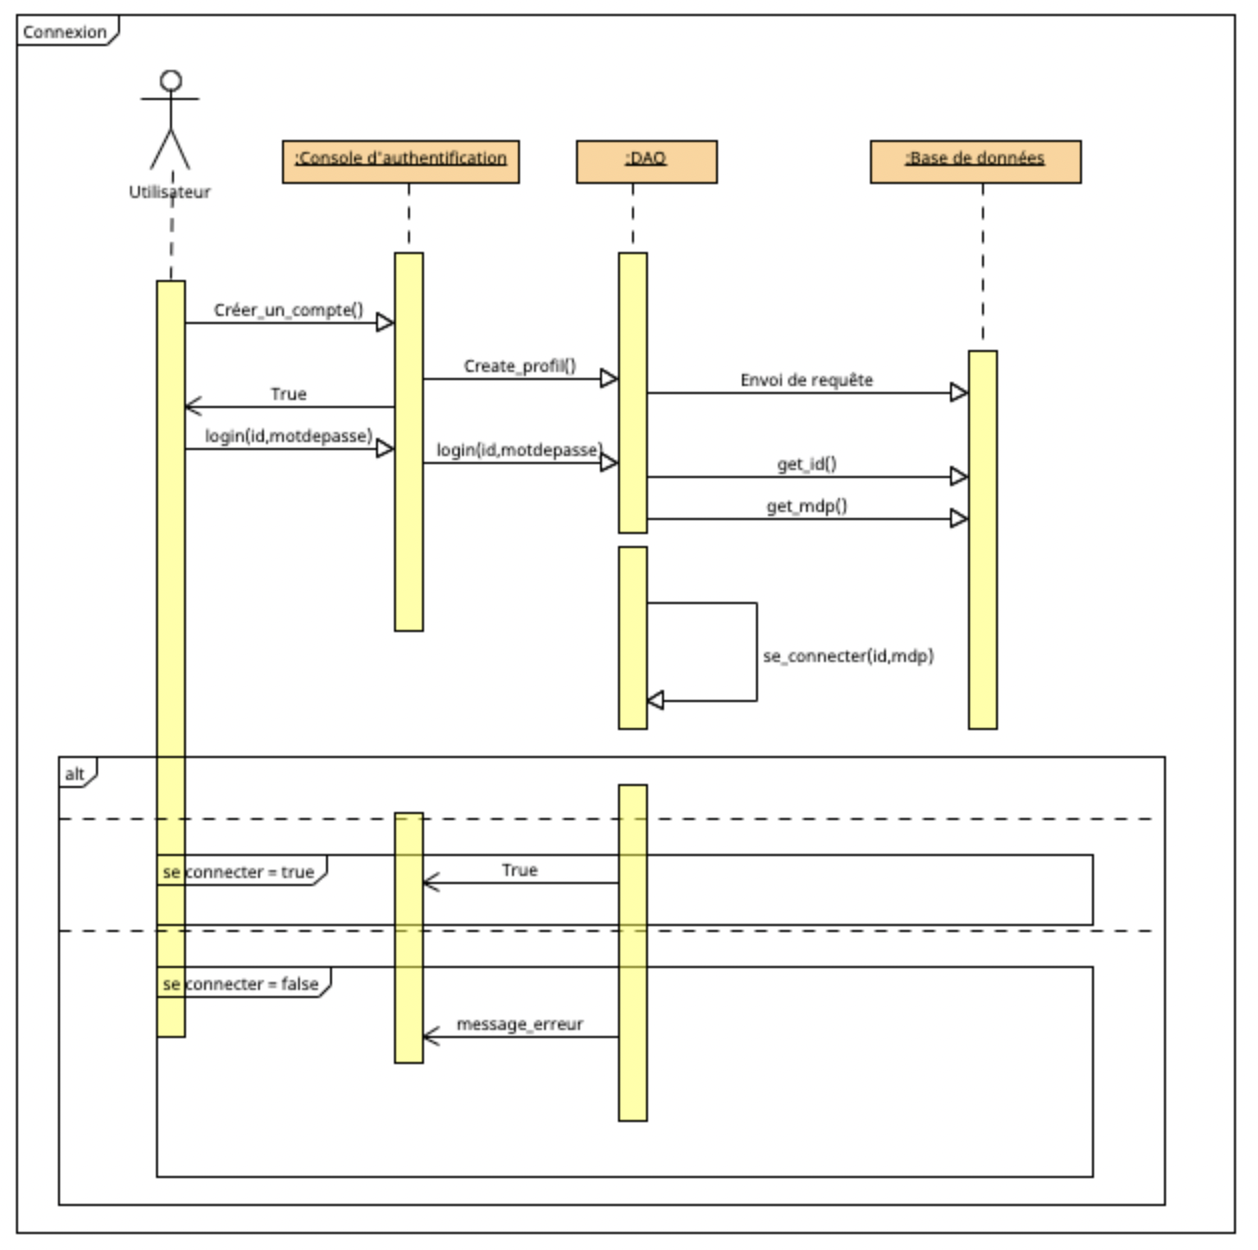 Connexion
Utilisateur
:Console d'authentification
:DAO
:Base de données
Créer_un_compte()
Create_profil()
Envoi de requête
True
login(id,motdepasse)
login(id,motdepasse)
get_id()
get_mdp()
se_connecter(id,mdp)
alt
se connecter = true
True
se connecter = false
message_erreur